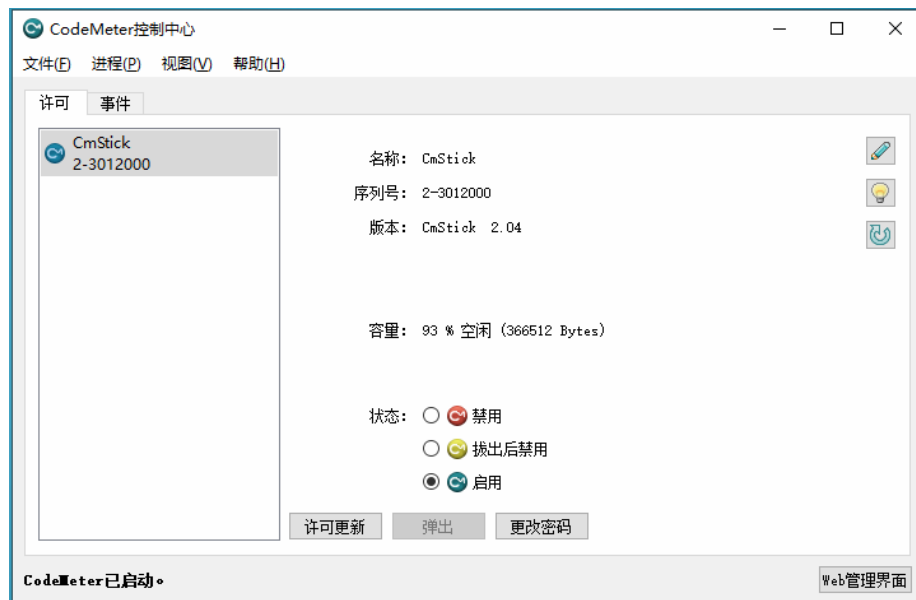 CodeMeter控制中心
文件(F) 进程(P) 视图(V) 帮助(H)
许可 事件
CmStick
2-3012000
名称: CmStick
序列号: 2-3012000
版本: CmStick 2.04
容量: 93 % 空闲 (366512 Bytes)
状态: 禁用
拔出后禁用
启用
许可更新 弹出 更改密码
CodeMeter已启动。 Web管理界面